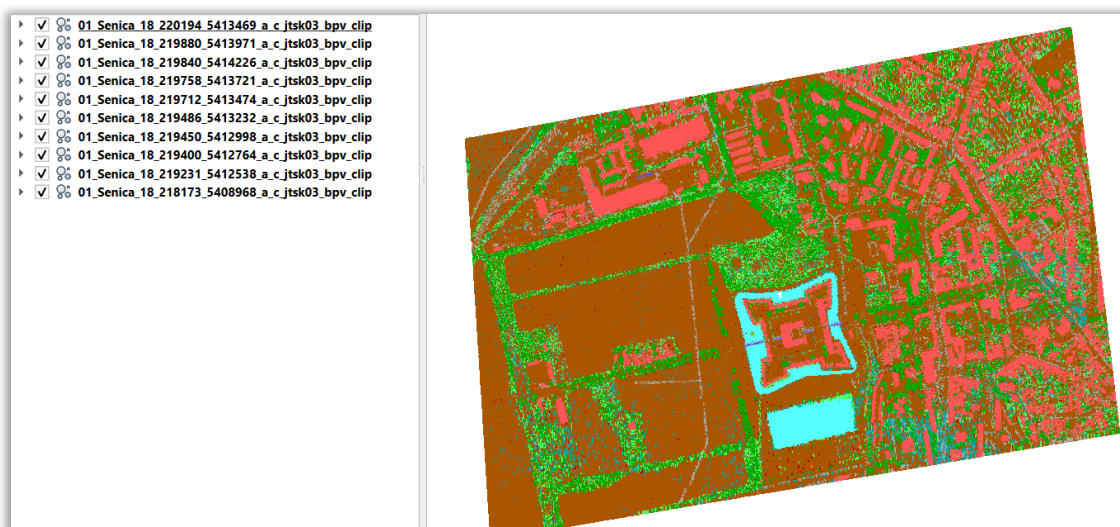 01_Senica_18_220194_5413469_a_c_jtsk03_bpv_clip
01_Senica_18_219880_5413971_a_c_jtsk03_bpv_clip
01_Senica_18_219840_5414226_a_c_jtsk03_bpv_clip
01_Senica_18_219758_5413721_a_c_jtsk03_bpv_clip
01_Senica_18_219712_5413474_a_c_jtsk03_bpv_clip
01_Senica_18_219486_5413232_a_c_jtsk03_bpv_clip
01_Senica_18_219450_5412998_a_c_jtsk03_bpv_clip
01_Senica_18_219400_5412764_a_c_jtsk03_bpv_clip
01_Senica_18_219231_5412538_a_c_jtsk03_bpv_clip
01_Senica_18_218173_5408968_a_c_jtsk03_bpv_clip